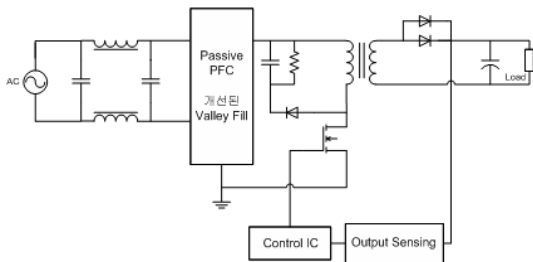 AC
Passive
PFC
개선된
Valley Fill
Load
Control IC
Output Sensing